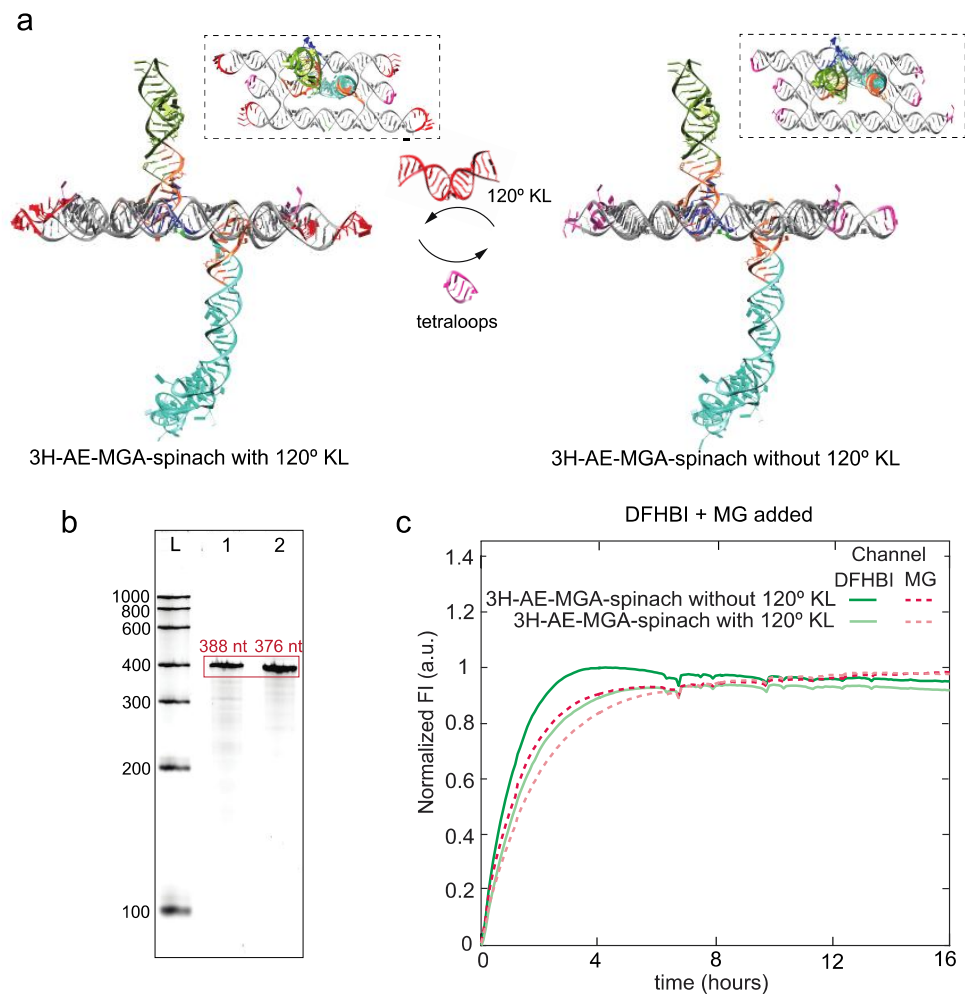 a
120º KL
tetraloops
3H-AE-MGA-spinach with 120º KL
3H-AE-MGA-spinach without 120º KL
b
L 1 2
1000
800
600
388 nt 376 nt
400
300
200
100
c
DFHBI + MG added
Channel
DFHBI MG
3H-AE-MGA-spinach without 120º KL
3H-AE-MGA-spinach with 120º KL
Normalized FI (a.u.)
1.4
1.2
1
0.8
0.6
0.4
0.2
0
0 4 8 12 16
time (hours)